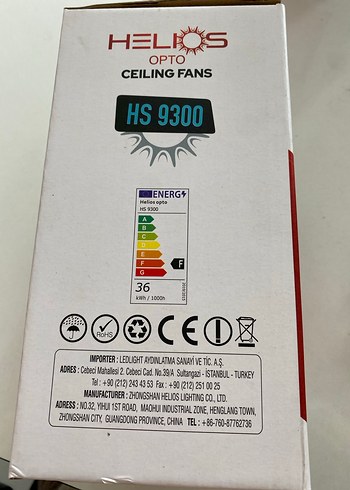 HELIOS
OPTO
CEILING FANS
HS 9300
ENERG
Helios opto
HS 9300
A
B
C
D
E
F
G
F
36
kWh / 1000h
RoHS
CE
IMPORTER : LEDLIGHT AYDINLATMA SANAYİ VE TİC. A.Ş.
ADRES : Cebeci Mahallesi 2. Cebeci Cad. No.39/A Sultangazi - İSTANBUL - TURKEY
Tel : +90 (212) 243 43 53 Fax : +90 (212) 251 00 25
MANUFACTURER : ZHONGSHAN HELIOS LIGHTING CO., LTD.
ADRESS : NO.32, YIHUI 1ST ROAD, MAOHUI INDUSTRIAL ZONE, HENGLANG TOWN,
ZHONGSHAN CITY, GUANGDONG PROVINCE, CHINA TEL : +86-760-87762736